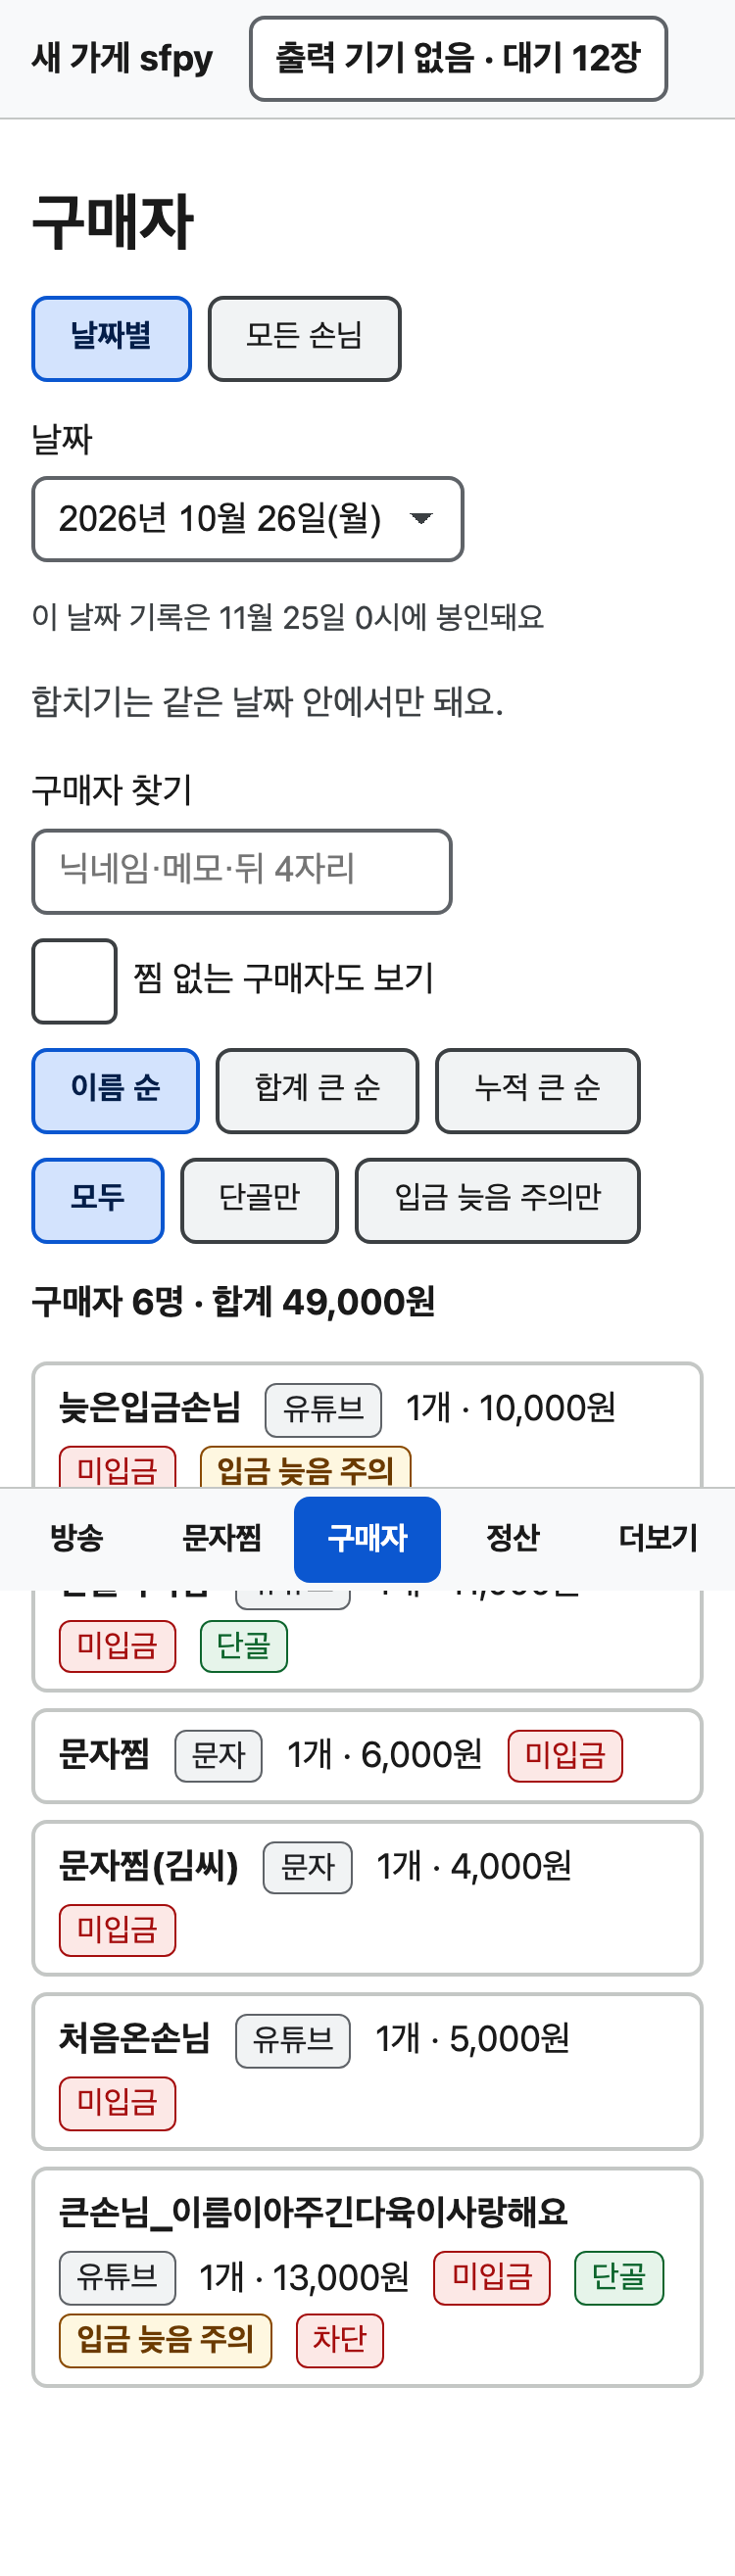 새 가게 sfpy
출력 기기 없음 · 대기 12장
구매자
날짜별
모든 손님
날짜
2026년 10월 26일(월)
이 날짜 기록은 11월 25일 0시에 봉인돼요
합치기는 같은 날짜 안에서만 돼요.
구매자 찾기
닉네임·메모·뒤 4자리
찜 없는 구매자도 보기
이름 순
합계 큰 순
누적 큰 순
모두
단골만
입금 늦음 주의만
구매자 6명 · 합계 49,000원
늦은입금손님 유튜브 1개 · 10,000원
미입금 입금 늦음 주의
방송
문자찜
구매자
정산
더보기
미입금 단골
문자찜 문자 1개 · 6,000원 미입금
문자찜(김씨) 문자 1개 · 4,000원
미입금
처음온손님 유튜브 1개 · 5,000원
미입금
큰손님_이름이아주긴다육이사랑해요
유튜브 1개 · 13,000원 미입금 단골
입금 늦음 주의 차단